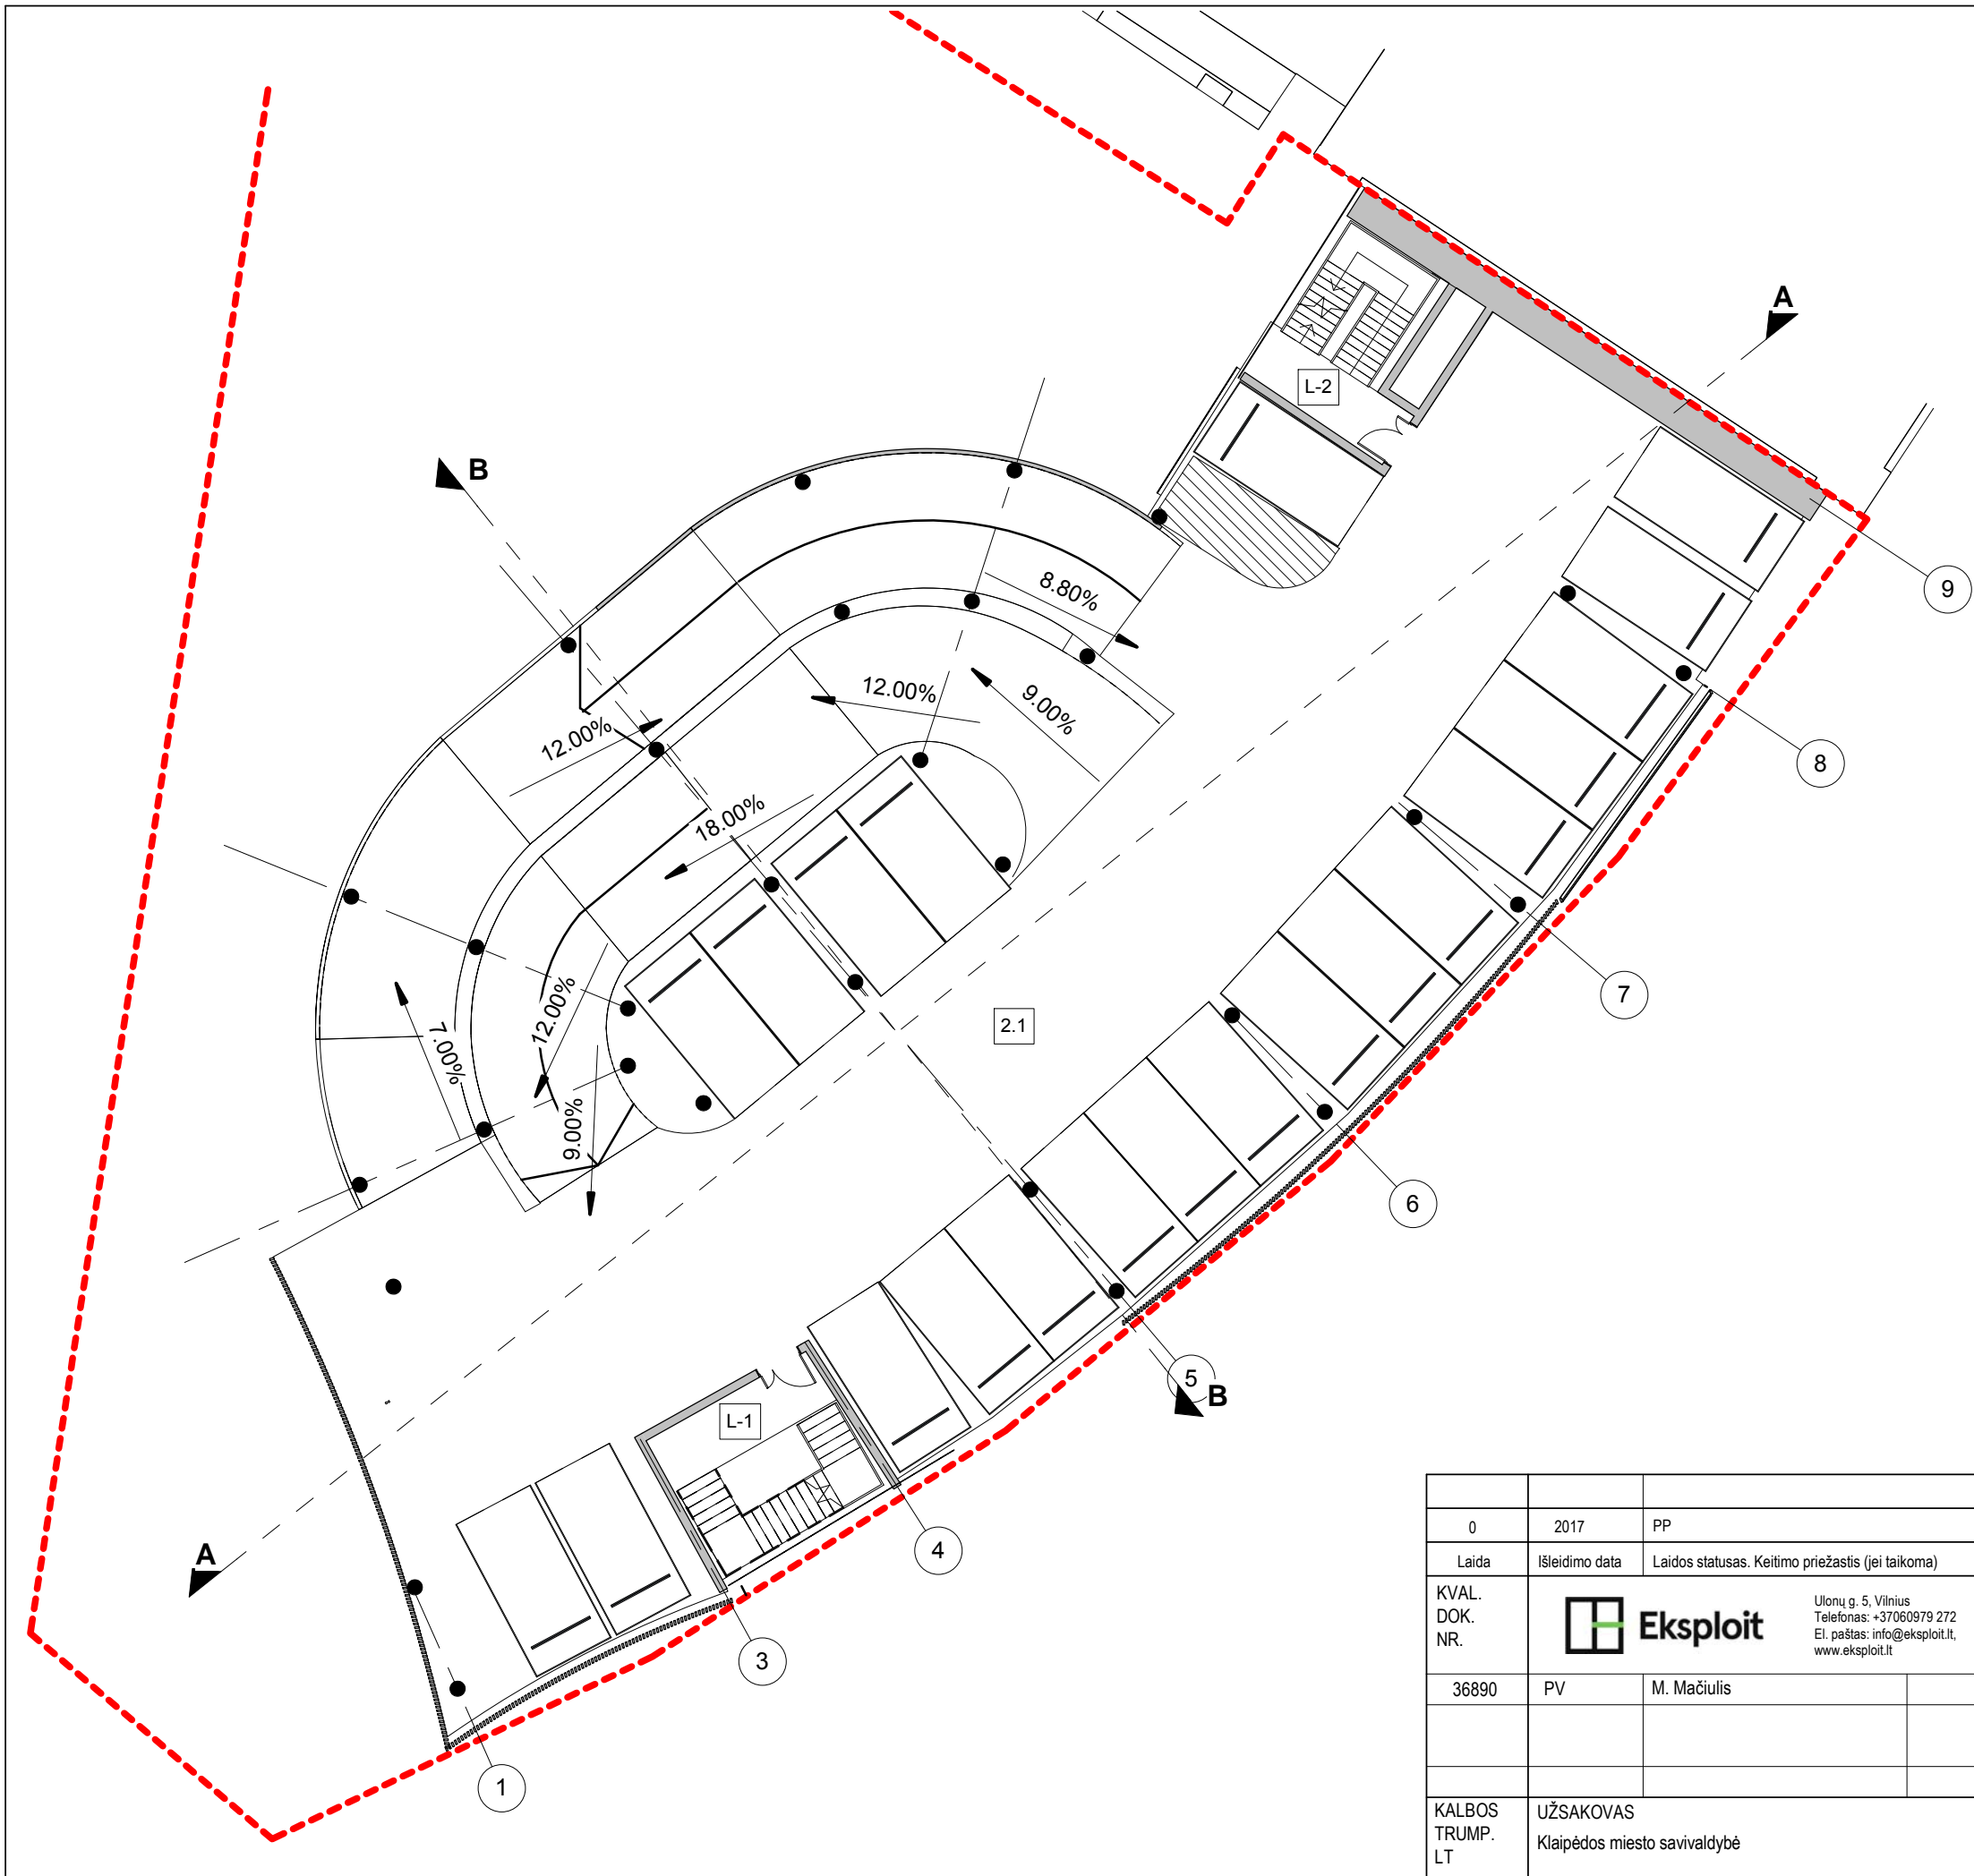 A
L-2
B
9
8.80%
12.00%
9.00%
12.00%
8
18.00%
12.00%
7.00%
2.1
7
9.00%
6
5
B
L-1
4
A
3
1
0 2017 PP
Laida Išleidimo data Laidos statusas. Keitimo priežastis (jei taikoma)
KVAL.
DOK.
NR.
Eksploit
Ulonų g. 5, Vilnius
Telefonas: +37060979 272
El. paštas: info@eksploit.lt,
www.eksploit.lt
36890 PV M. Mačiulis
KALBOS
TRUMP.
LT
UŽSAKOVAS
Klaipėdos miesto savivaldybė